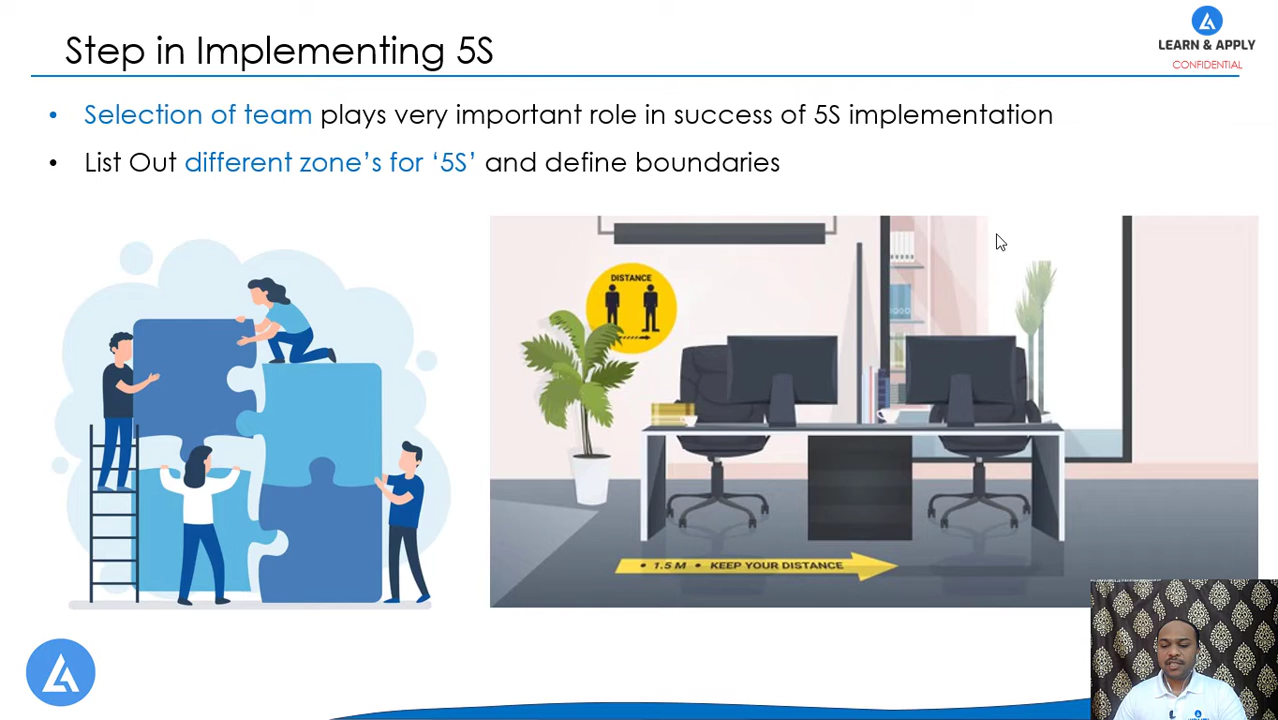 Step in Implementing 5S
LEARN & APPLY
CONFIDENTIAL
• Selection of team plays very important role in success of 5S implementation
• List Out different zone's for ‘5S’ and define boundaries
DISTANCE
• 1.5 M • KEEP YOUR DISTANCE